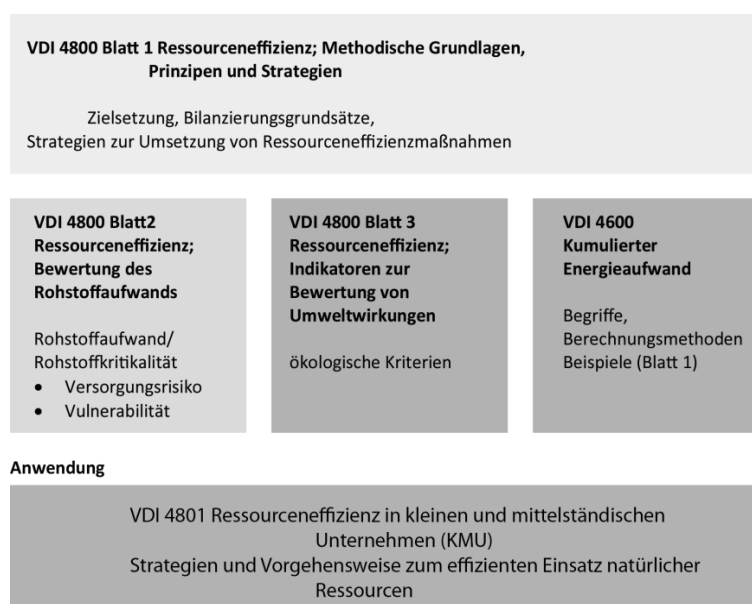 VDI 4800 Blatt 1 Ressourceneffizienz; Methodische Grundlagen,
Prinzipen und Strategien
Zielsetzung, Bilanzierungsgrundsätze,
Strategien zur Umsetzung von Ressourceneffizienzmaßnahmen
VDI 4800 Blatt2
Ressourceneffizienz;
Bewertung des
Rohstoffaufwands
Rohstoffaufwand/
Rohstoffkritikalität
• Versorgungsrisiko
• Vulnerabilität
VDI 4800 Blatt 3
Ressourceneffizienz;
Indikatoren zur
Bewertung von
Umweltwirkungen
ökologische Kriterien
VDI 4600
Kumulierter
Energieaufwand
Begriffe,
Berechnungsmethoden
Beispiele (Blatt 1)
Anwendung
VDI 4801 Ressourceneffizienz in kleinen und mittelständischen
Unternehmen (KMU)
Strategien und Vorgehensweise zum effizienten Einsatz natürlicher
Ressourcen